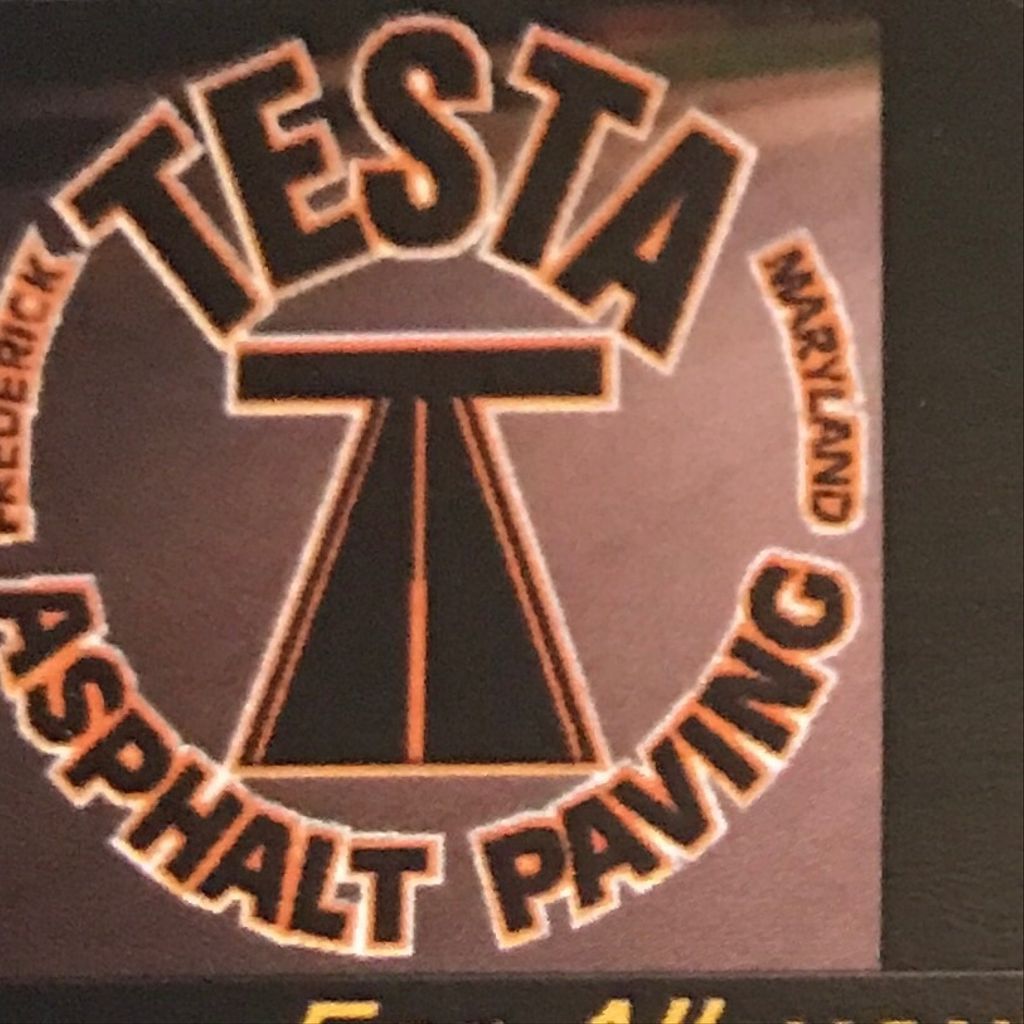 TESTA
FREDERICK
MARYLAND
ASPHALT PAVING